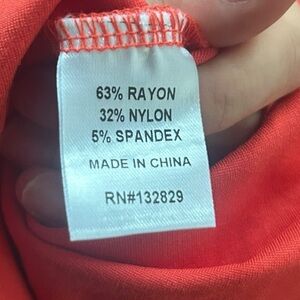 63% RAYON
32% NYLON
5% SPANDEX
MADE IN CHINA
RN#132829